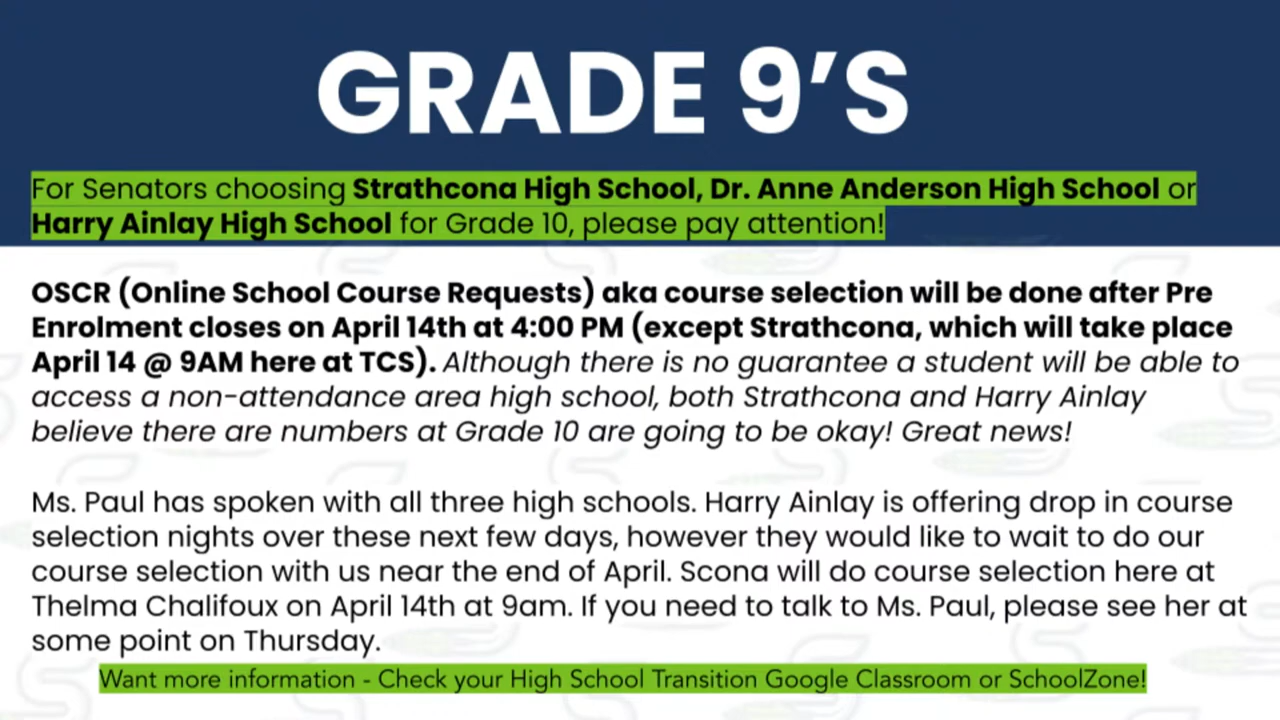 GRADE 9’S
For Senators choosing Strathcona High School, Dr. Anne Anderson High School or
Harry Ainlay High School for Grade 10, please pay attention!
OSCR (Online School Course Requests) aka course selection will be done after Pre
Enrolment closes on April 14th at 4:00 PM (except Strathcona, which will take place
April 14 @ 9AM here at TCS). Although there is no guarantee a student will be able to
access a non-attendance area high school, both Strathcona and Harry Ainlay
believe there are numbers at Grade 10 are going to be okay! Great news!
Ms. Paul has spoken with all three high schools. Harry Ainlay is offering drop in course
selection nights over these next few days, however they would like to wait to do our
course selection with us near the end of April. Scona will do course selection here at
Thelma Chalifoux on April 14th at 9am. If you need to talk to Ms. Paul, please see her at
some point on Thursday.
Want more information - Check your High School Transition Google Classroom or SchoolZone!